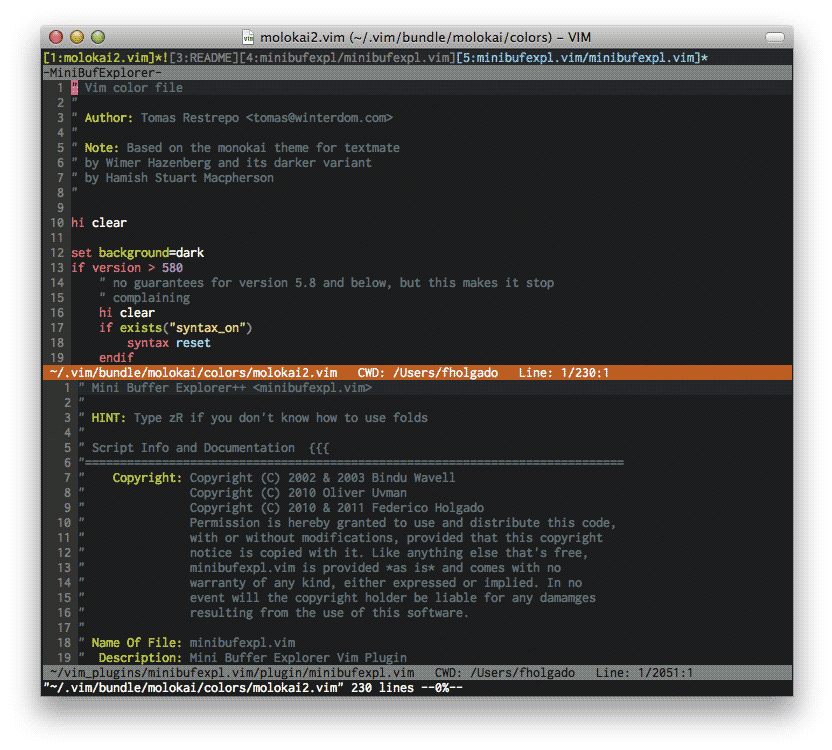 molokai2.vim (~/.vim/bundle/molokai/colors) – VIM
[1:molokai2.vim]*![3:README][4:minibufexpl/minibufexpl.vim][5:minibufexpl.vim/minibufexpl.vim]*
-MiniBufExplorer-
1 " Vim color file
2 "
3 " Author: Tomas Restrepo <tomas@winterdom.com>
4 "
5 " Note: Based on the monokai theme for textmate
6 " by Wimer Hazenberg and its darker variant
7 " by Hamish Stuart Macpherson
8 "
9
10 hi clear
11
12 set background=dark
13 if version > 580
14     " no guarantees for version 5.8 and below, but this makes it stop
15     " complaining
16     hi clear
17     if exists("syntax_on")
18         syntax reset
19     endif
~/.vim/bundle/molokai/colors/molokai2.vim   CWD: /Users/fholgado   Line: 1/230:1
1 " Mini Buffer Explorer++ <minibufexpl.vim>
2 "
3 " HINT: Type zR if you don't know how to use folds
4 "
5 " Script Info and Documentation  {{{
6 "=============================================================================
7 "    Copyright: Copyright (C) 2002 & 2003 Bindu Wavell
8 "               Copyright (C) 2010 Oliver Uvman
9 "               Copyright (C) 2010 & 2011 Federico Holgado
10 "               Permission is hereby granted to use and distribute this code,
11 "               with or without modifications, provided that this copyright
12 "               notice is copied with it. Like anything else that's free,
13 "               minibufexpl.vim is provided *as is* and comes with no
14 "               warranty of any kind, either expressed or implied. In no
15 "               event will the copyright holder be liable for any damamges
16 "               resulting from the use of this software.
17 "
18 " Name Of File: minibufexpl.vim
19 "  Description: Mini Buffer Explorer Vim Plugin
~/vim_plugins/minibufexpl.vim/plugin/minibufexpl.vim   CWD: /Users/fholgado   Line: 1/2051:1
"~/.vim/bundle/molokai/colors/molokai2.vim" 230 lines --0%--